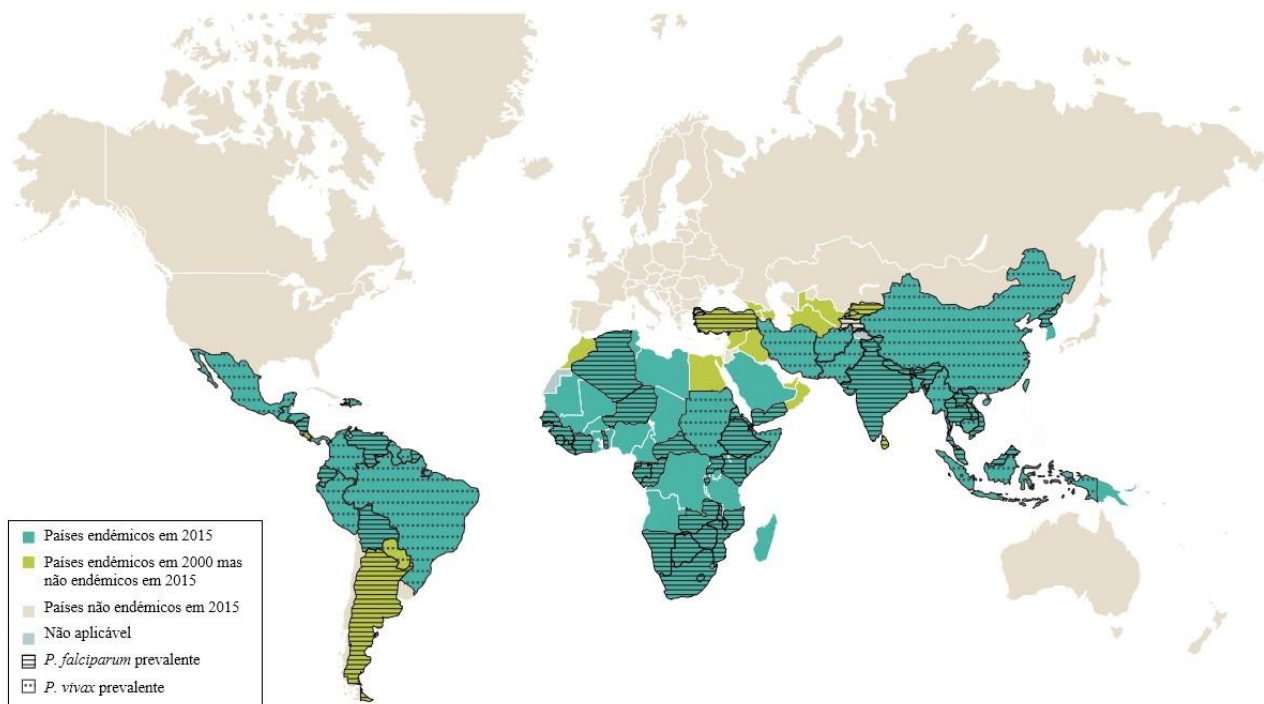 Países endémicos em 2015
Países endémicos em 2000 mas
não endémicos em 2015
Países não endémicos em 2015
Não aplicável
P. falciparum prevalente
P. vivax prevalente